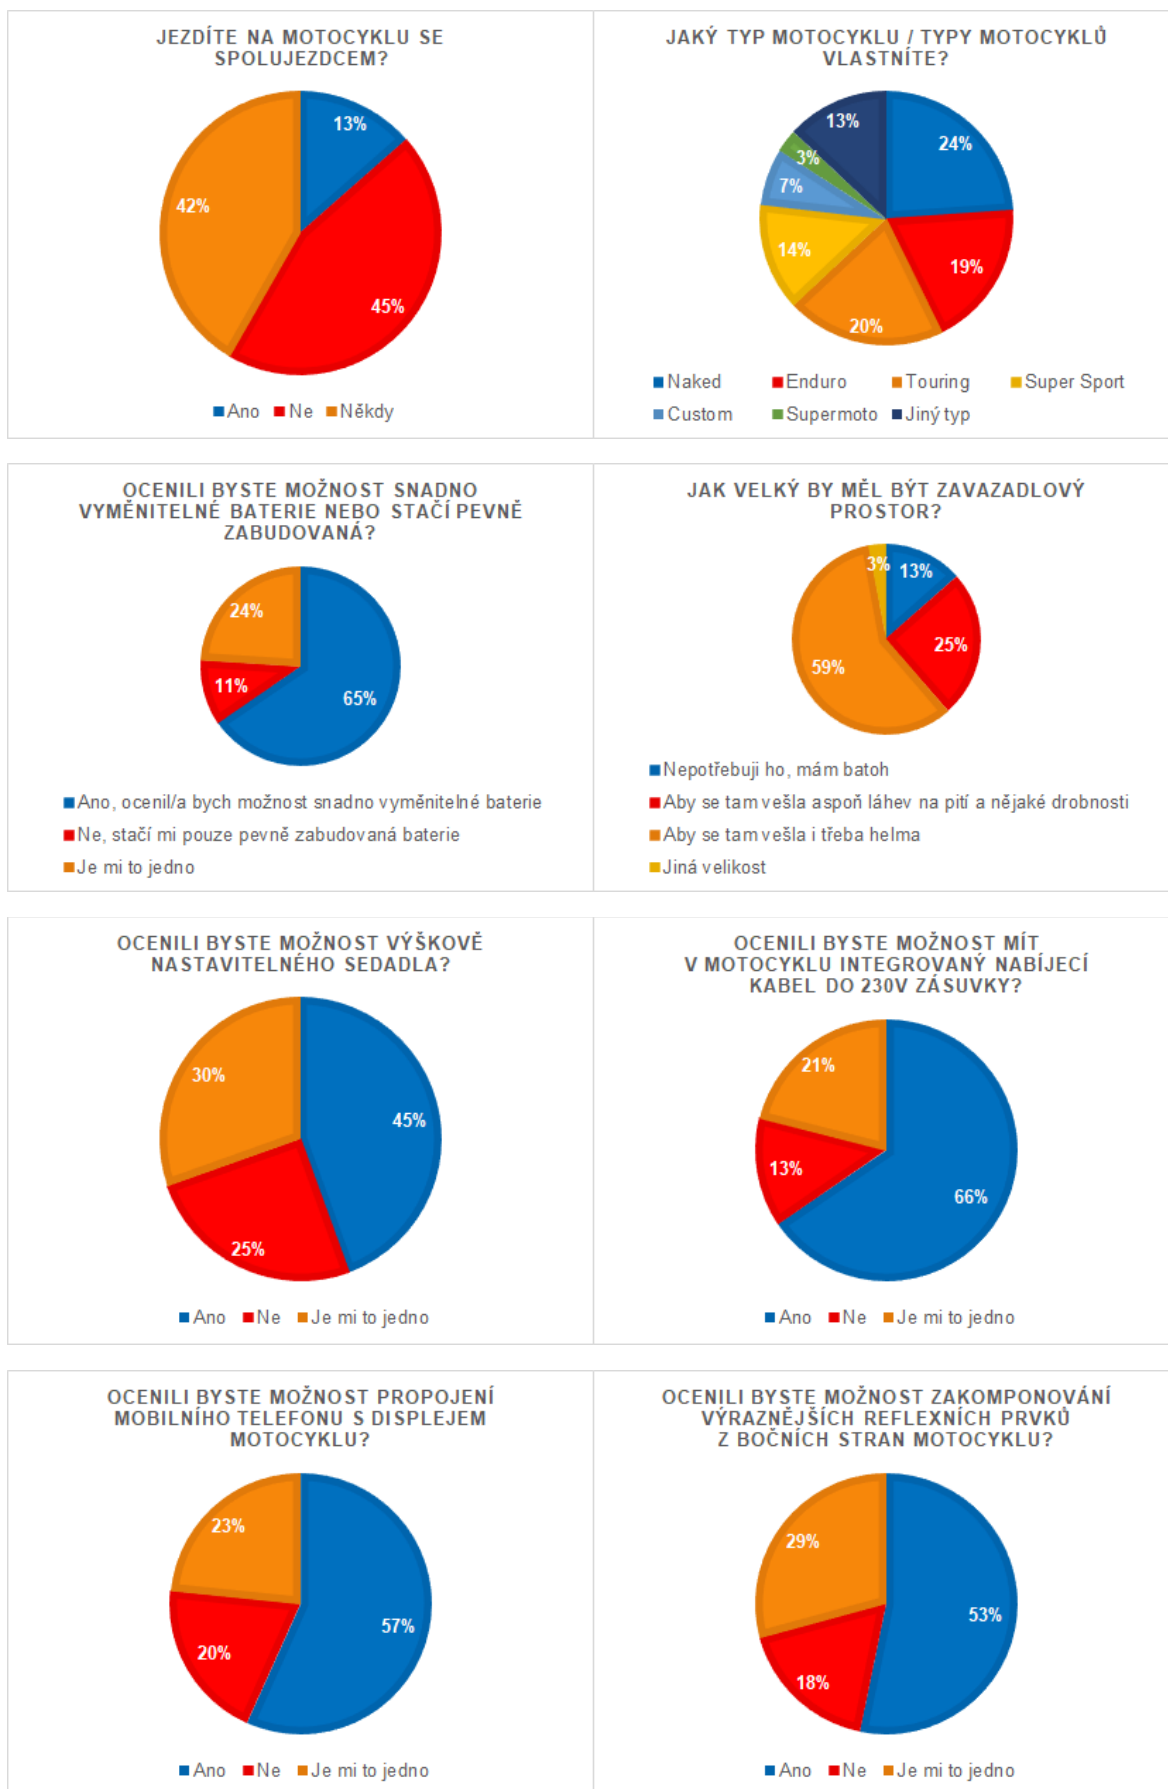 JEZDÍTE NA MOTOCYKLU SE
SPOLUJEZDCEM?
13%
42%
45%
Ano Ne Někdy
JAKÝ TYP MOTOCYKLU / TYPY MOTOCYKLŮ
VLASTNÍTE?
13%
24%
3%
7%
14%
19%
20%
Naked Enduro Touring Super Sport
Custom Supermoto Jiný typ
OCENILI BYSTE MOŽNOST SNADNO
VYMĚNITELNÉ BATERIE NEBO STAČÍ PEVNĚ
ZABUDOVANÁ?
24%
11%
65%
Ano, ocenil/a bych možnost snadno vyměnitelné baterie
Ne, stačí mi pouze pevně zabudovaná baterie
Je mi to jedno
JAK VELKÝ BY MĚL BÝT ZAVAZADLOVÝ
PROSTOR?
3%
13%
25%
59%
Nepotřebuji ho, mám batoh
Aby se tam vešla aspoň láhev na pití a nějaké drobnosti
Aby se tam vešla i třeba helma
Jiná velikost
OCENILI BYSTE MOŽNOST VÝŠKOVĚ
NASTAVITELNÉHO SEDADLA?
30%
45%
25%
Ano Ne Je mi to jedno
OCENILI BYSTE MOŽNOST MÍT
V MOTOCYKLU INTEGROVANÝ NABÍJECÍ
KABEL DO 230V ZÁSUVKY?
21%
13%
66%
Ano Ne Je mi to jedno
OCENILI BYSTE MOŽNOST PROPOJENÍ
MOBILNÍHO TELEFONU S DISPLEJEM
MOTOCYKLU?
23%
57%
20%
Ano Ne Je mi to jedno
OCENILI BYSTE MOŽNOST ZAKOMPONOVÁNÍ
VÝRAZNĚJŠÍCH REFLEXNÍCH PRVKŮ
Z BOČNÍCH STRAN MOTOCYKLU?
29%
53%
18%
Ano Ne Je mi to jedno